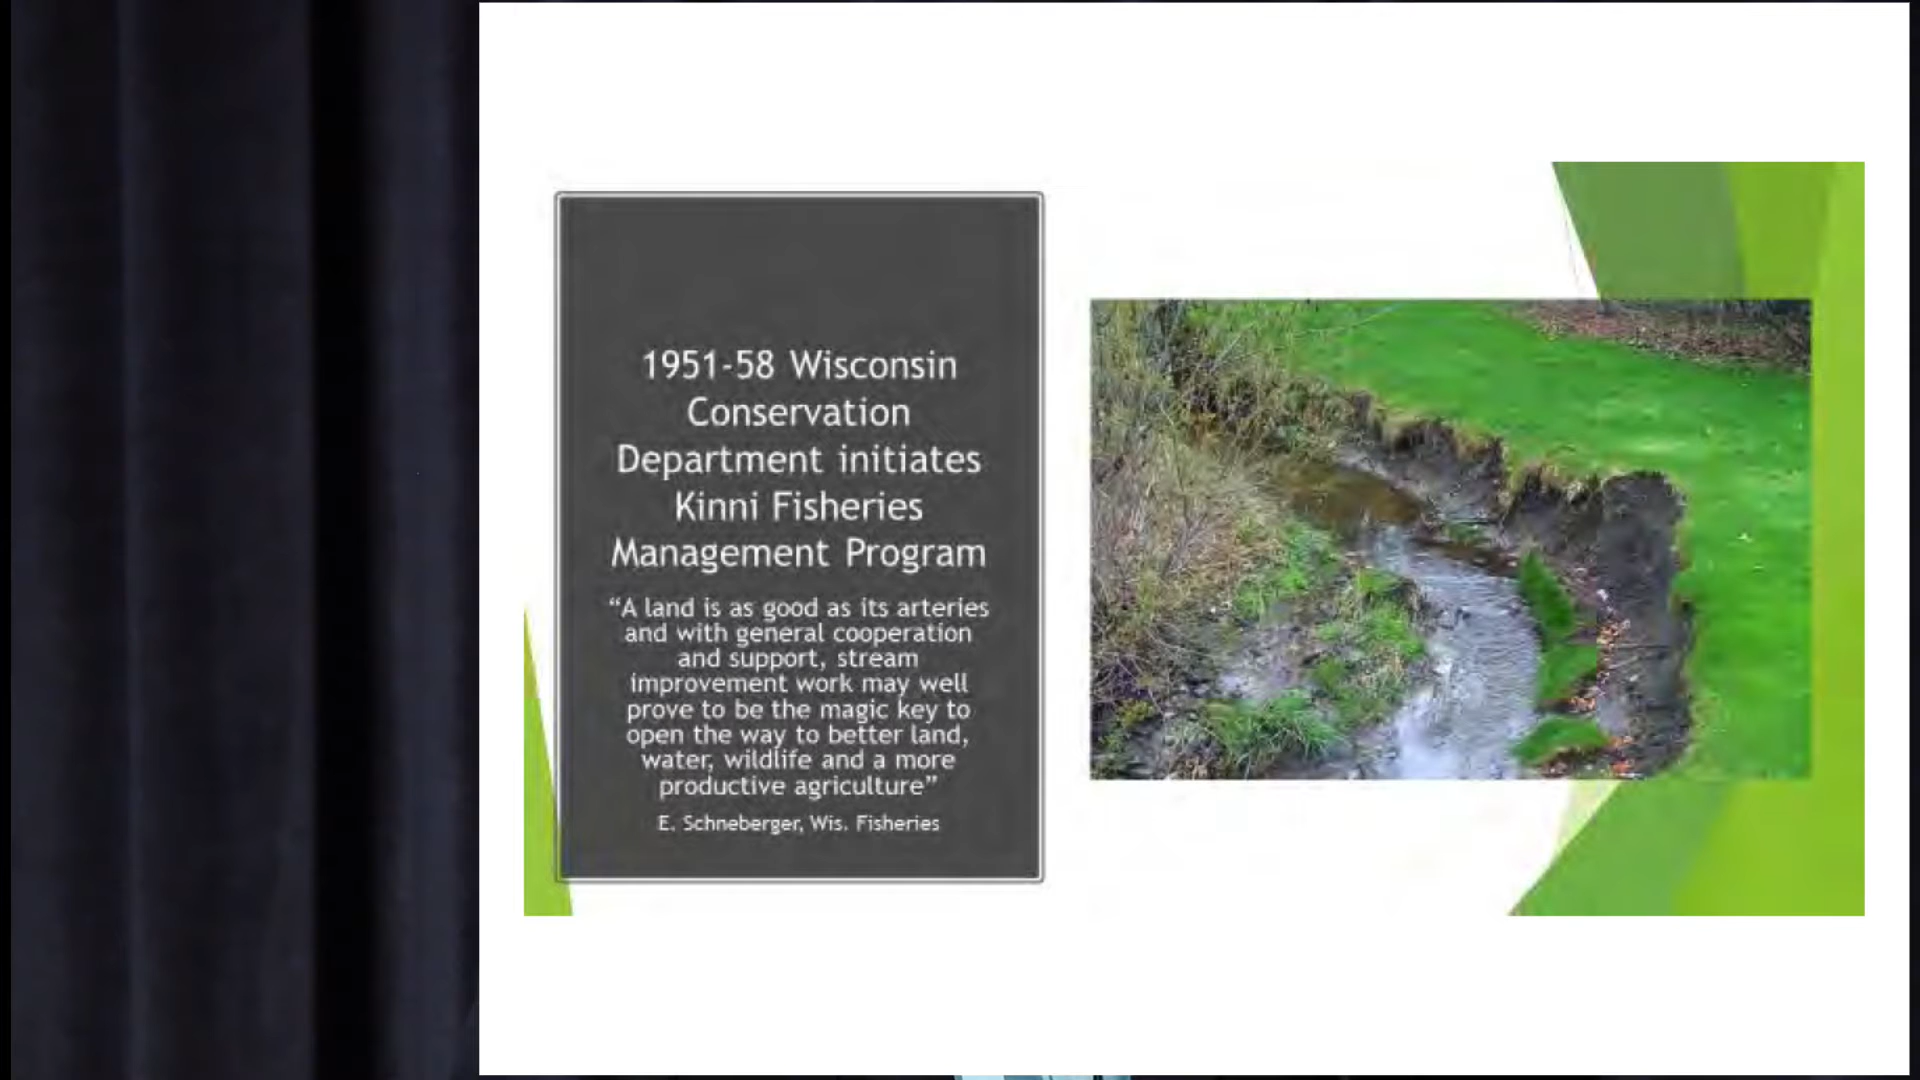 1951-58 Wisconsin
Conservation
Department initiates
Kinni Fisheries
Management Program
“A land is as good as its arteries
and with general cooperation
and support, stream
improvement work may well
prove to be the magic key to
open the way to better land,
water, wildlife and a more
productive agriculture”
E. Schneberger, Wis. Fisheries